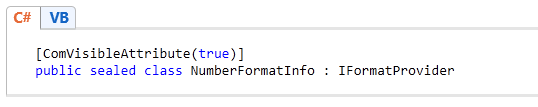 C# VB
[ComVisibleAttribute(true)]
public sealed class NumberFormatInfo : IFormatProvider